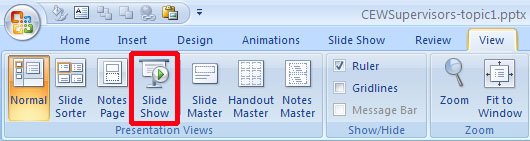 CEWSupervisors-topic1.pptx
Home Insert Design Animations Slide Show Review View
Normal Slide Sorter Notes Page Slide Show Slide Master Handout Master Notes Master
Presentation Views
Ruler
Gridlines
Message Bar
Show/Hide
Zoom Fit to Window
Zoom